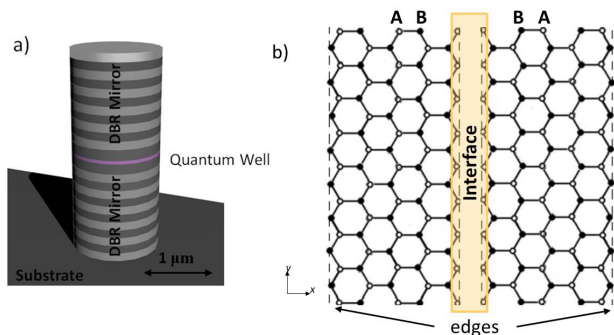 a)
DBR Mirror
Quantum Well
DBR Mirror
1 μm
Substrate
b)
A B
B A
Interface
y
x
edges